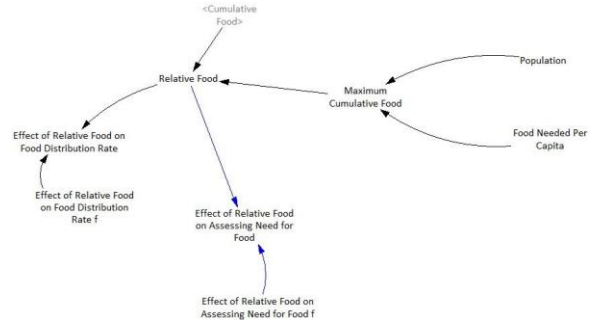 <Cumulative
Food>
Relative Food
Population
Maximum
Cumulative Food
Effect of Relative Food on
Food Distribution Rate
Food Needed Per
Capita
Effect of Relative Food
on Food Distribution
Rate f
Effect of Relative Food
on Assessing Need for
Food
Effect of Relative Food on
Assessing Need for Food f